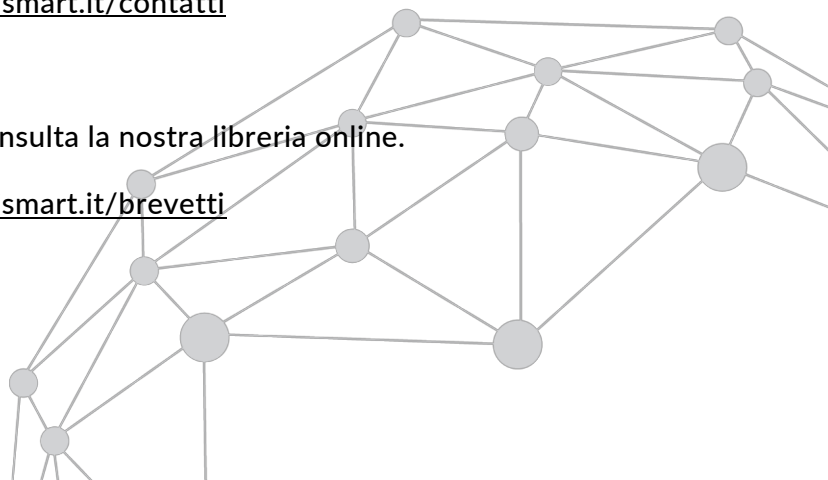 smart.it/contatti
nsulta la nostra libreria online.
smart.it/brevetti